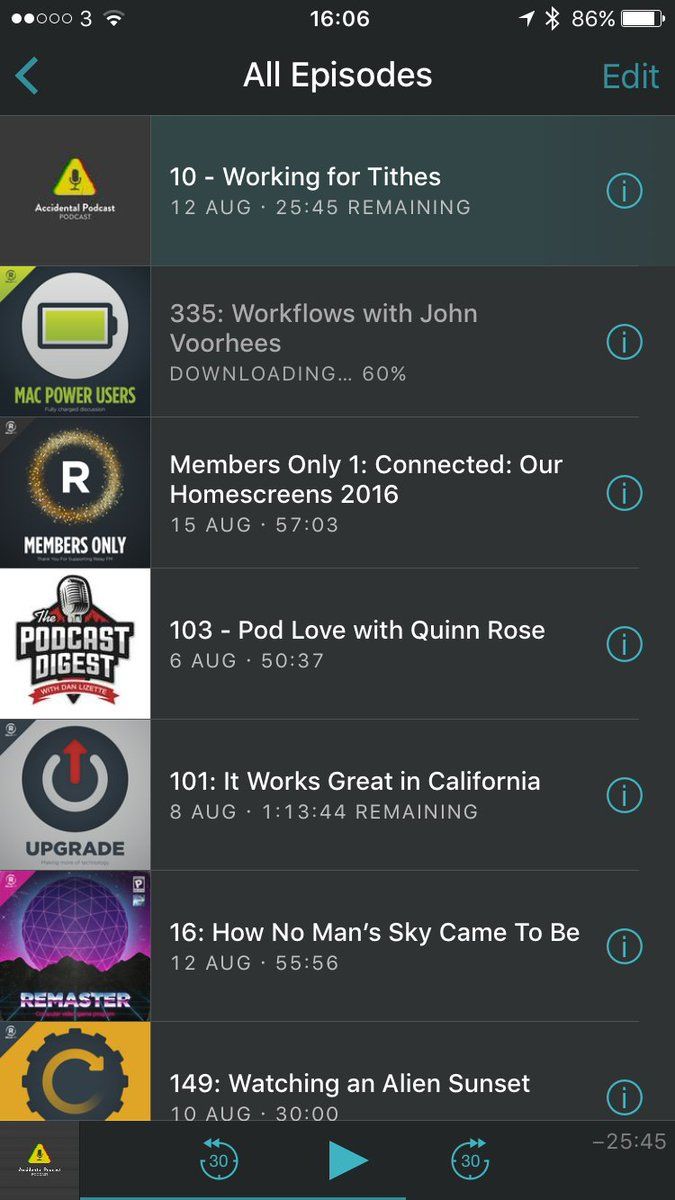 3
16:06
86%
All Episodes
Edit
Accidental Podcast
PODCAST
10 - Working for Tithes
12 AUG · 25:45 REMAINING
MAC POWER USERS
Fully charged discussion
335: Workflows with John
Voorhees
DOWNLOADING... 60%
R
MEMBERS ONLY
Thank You For Supporting Relay FM
Members Only 1: Connected: Our
Homescreens 2016
15 AUG · 57:03
The
PODCAST
DIGEST
WITH DAN LIZETTE
103 - Pod Love with Quinn Rose
6 AUG · 50:37
UPGRADE
Making more of technology
101: It Works Great in California
8 AUG · 1:13:44 REMAINING
REMASTER
Computer video game program
16: How No Man’s Sky Came To Be
12 AUG · 55:56
149: Watching an Alien Sunset
10 AUG · 30:00
Accidental Podcast
30
30
−25:45